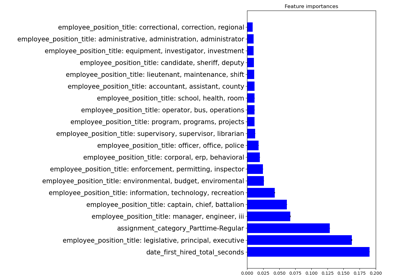 Feature importances
employee_position_title: correctional, correction, regional
employee_position_title: administrative, administration, administrator
employee_position_title: equipment, investigator, investment
employee_position_title: candidate, sheriff, deputy
employee_position_title: lieutenant, maintenance, shift
employee_position_title: accountant, assistant, county
employee_position_title: school, health, room
employee_position_title: operator, bus, operations
employee_position_title: program, programs, projects
employee_position_title: supervisory, supervisor, librarian
employee_position_title: officer, office, police
employee_position_title: corporal, erp, behavioral
employee_position_title: enforcement, permitting, inspector
employee_position_title: environmental, budget, enviromental
employee_position_title: information, technology, recreation
employee_position_title: captain, chief, battalion
employee_position_title: manager, engineer, iii
assignment_category_Parttime-Regular
employee_position_title: legislative, principal, executive
date_first_hired_total_seconds
0.000 0.025 0.050 0.075 0.100 0.125 0.150 0.175 0.200